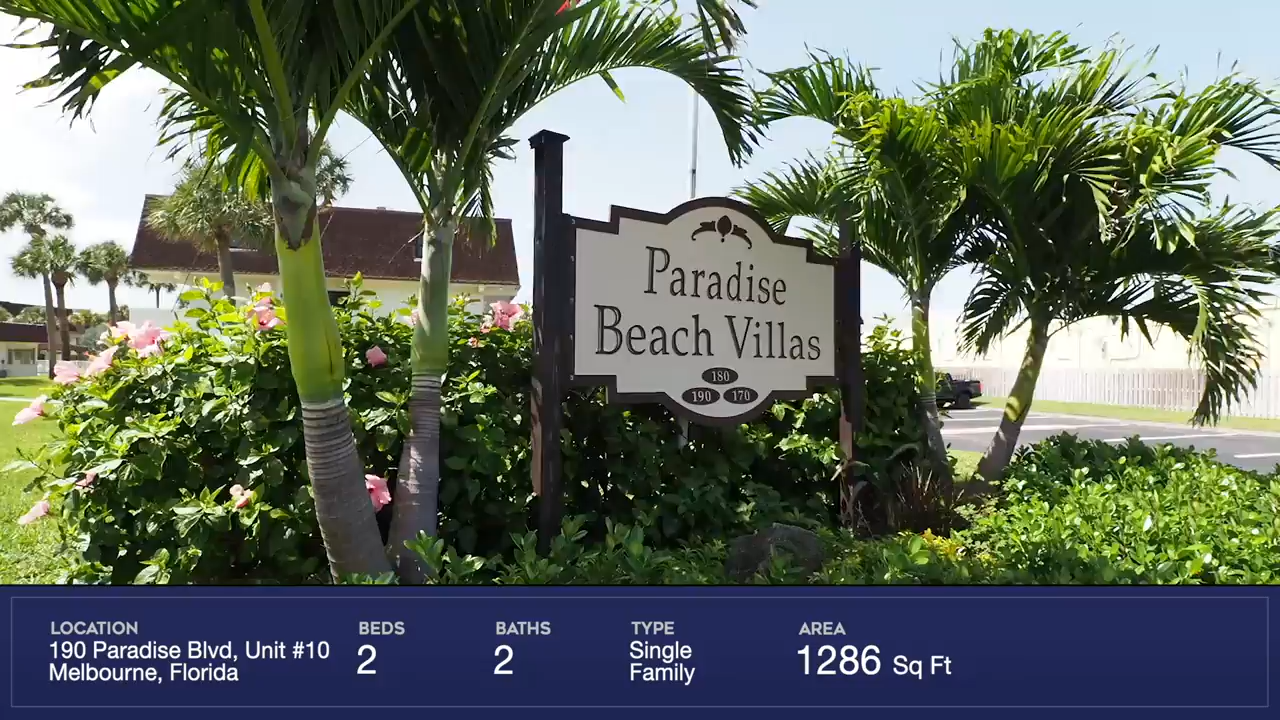 Paradise
Beach Villas
180
190 170
LOCATION
190 Paradise Blvd, Unit #10
Melbourne, Florida
BEDS
2
BATHS
2
TYPE
Single
Family
AREA
1286 Sq Ft